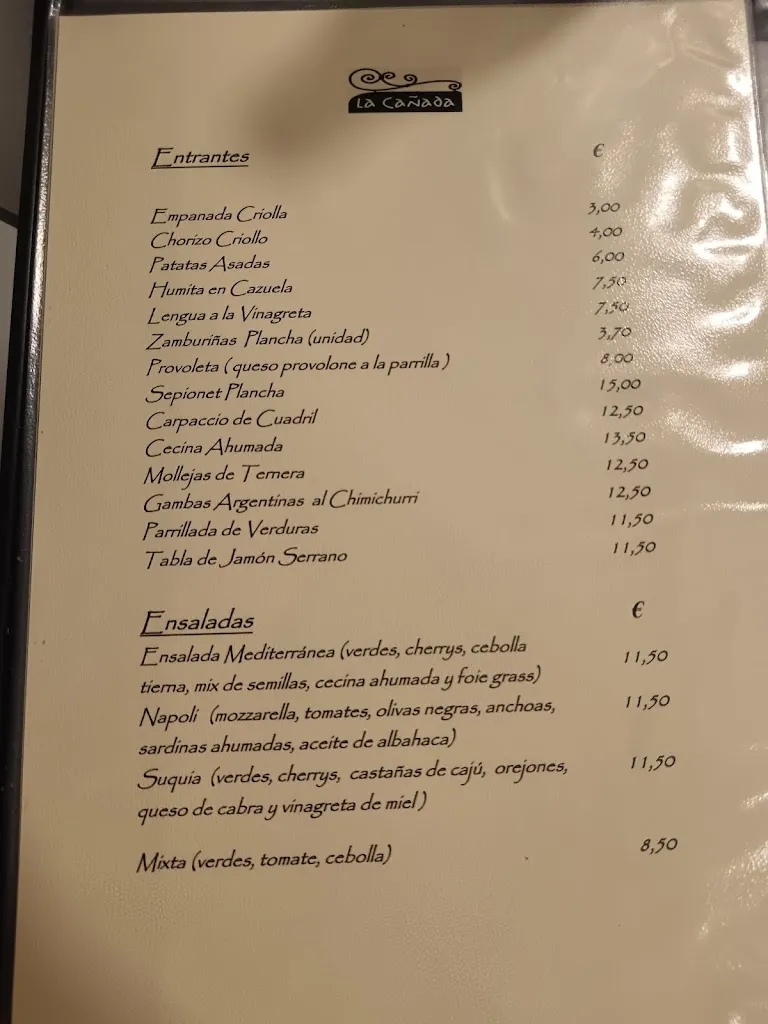 La Cañada
Entrantes €
Empanada Criolla 3,00
Chorizo Criollo 4,00
Patatas Asadas 6,00
Humita en Cazuela 7,50
Lengua a la Vinagreta 7,50
Zamburiñas Plancha (unidad) 3,70
Provoleta ( queso provolone a la parrilla ) 8,00
Sepionet Plancha 15,00
Carpaccio de Cuadril 12,50
Cecina Ahumada 13,50
Mollejas de Ternera 12,50
Gambas Argentinas al Chimichurri 12,50
Parrillada de Verduras 11,50
Tabla de Jamón Serrano 11,50
Ensaladas €
Ensalada Mediterránea (verdes, cherrys, cebolla 11,50
tierna, mix de semillas, cecina ahumada y foie grass)
Napoli (mozzarella, tomates, olivas negras, anchoas, 11,50
sardinas ahumadas, aceite de albahaca)
Suquia (verdes, cherrys, castañas de cajú, orejones, 11,50
queso de cabra y vinagreta de miel )
Mixta (verdes, tomate, cebolla) 8,50